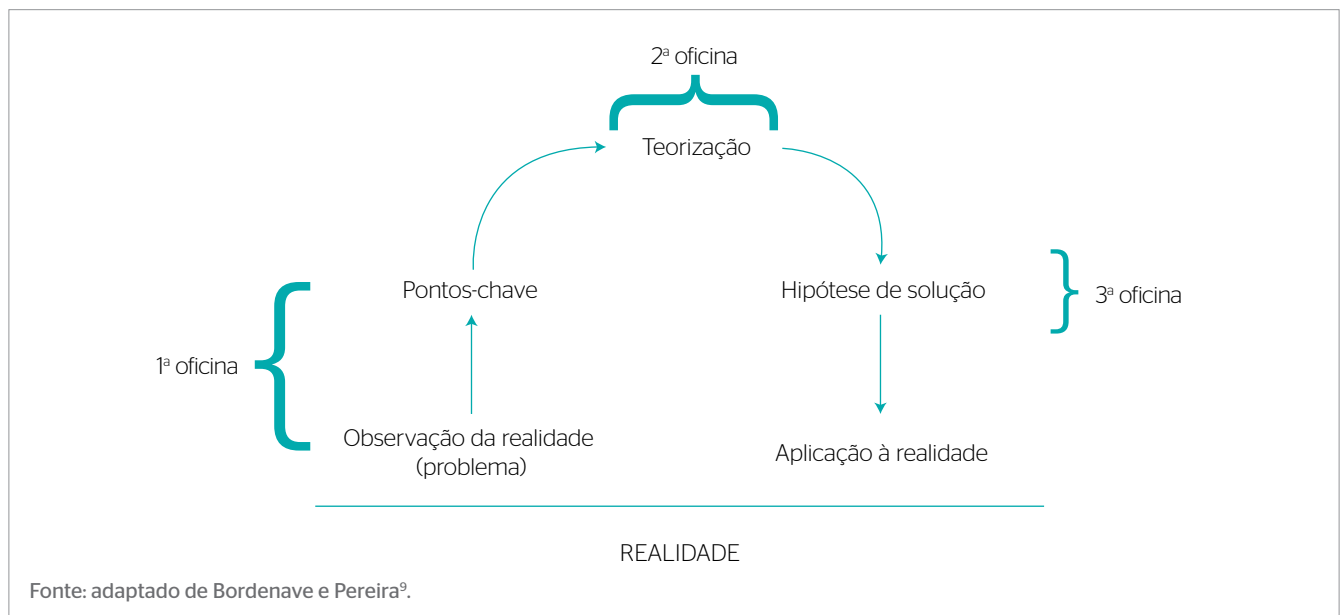 2ª oficina
Teorização
Pontos-chave
Hipótese de solução
3ª oficina
1ª oficina
Observação da realidade
(problema)
Aplicação à realidade
REALIDADE
Fonte: adaptado de Bordenave e Pereira⁹.